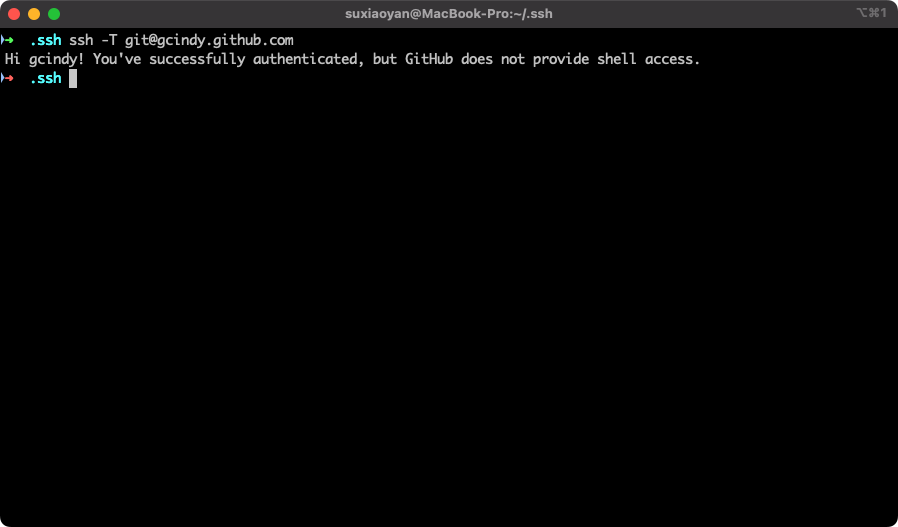 suxiaoyan@MacBook-Pro:~/.ssh
⌥⌘1
➜ .ssh ssh -T git@gcindy.github.com
Hi gcindy! You've successfully authenticated, but GitHub does not provide shell access.
➜ .ssh